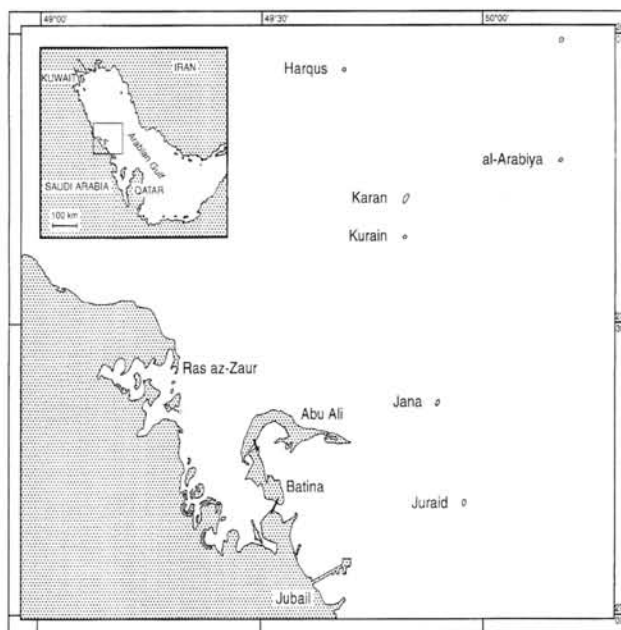 49°00'
49°30'
50°00'
IRAN
KUWAIT
Arabian Gulf
SAUDI ARABIA
QATAR
100 km
Harqus
al-Arabiya
Karan
Kurain
Ras az-Zaur
Jana
Abu Ali
Batina
Juraid
Jubail